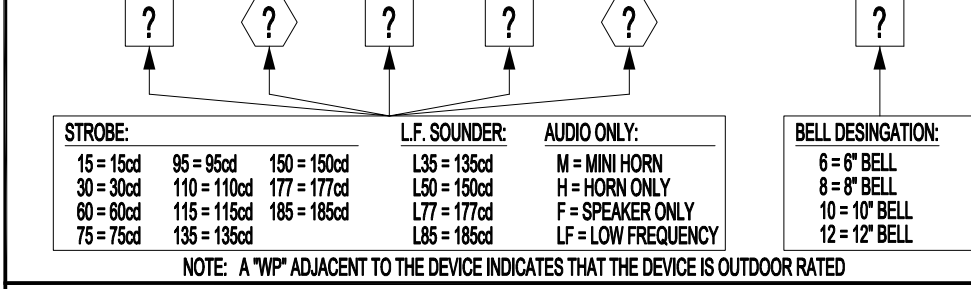 ? ? ? ? ? ?
STROBE: L.F. SOUNDER: AUDIO ONLY: BELL DESINGATION:
15 = 15cd 95 = 95cd 150 = 150cd L35 = 135cd M = MINI HORN 6 = 6" BELL
30 = 30cd 110 = 110cd 177 = 177cd L50 = 150cd H = HORN ONLY 8 = 8" BELL
60 = 60cd 115 = 115cd 185 = 185cd L77 = 177cd F = SPEAKER ONLY 10 = 10" BELL
75 = 75cd 135 = 135cd L85 = 185cd LF = LOW FREQUENCY 12 = 12" BELL
NOTE: A "WP" ADJACENT TO THE DEVICE INDICATES THAT THE DEVICE IS OUTDOOR RATED